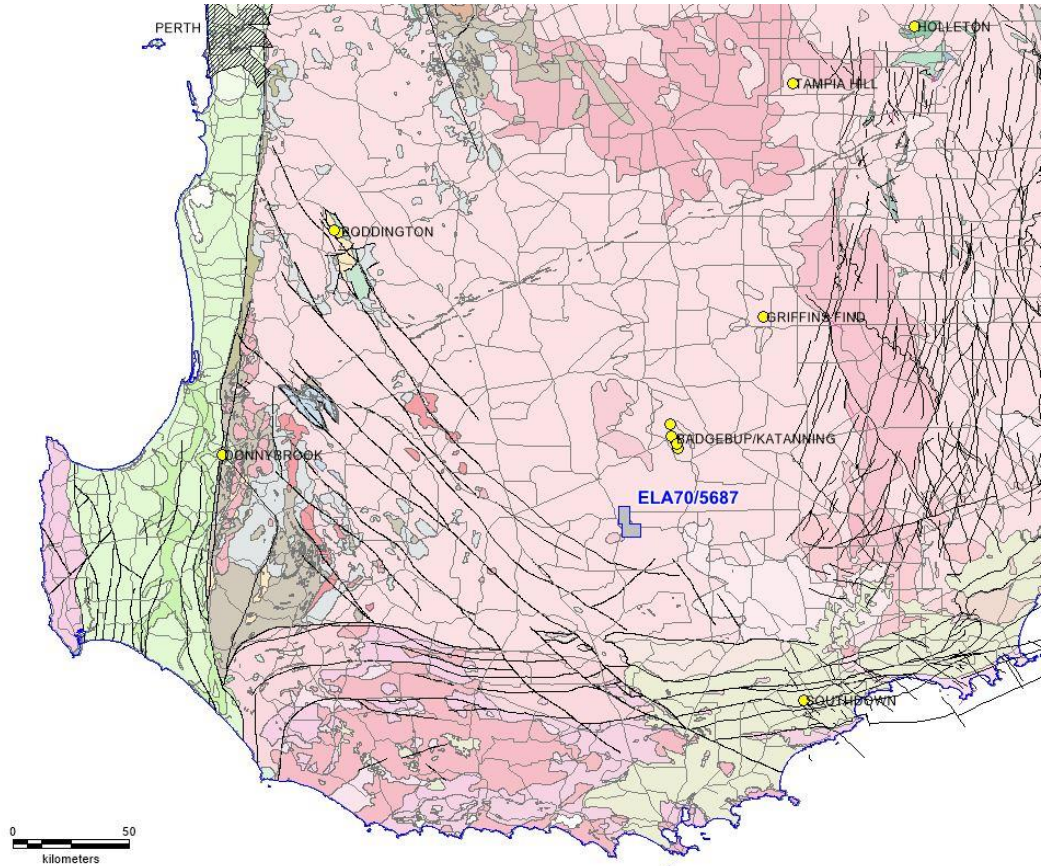 PERTH
HOLLETON
TAMPIA HILL
BODDINGTON
GRIFFINS FIND
BADGEBUP/KATANNING
DONNYBROOK
ELA70/5687
SOUTHDOWN
0 50
kilometers